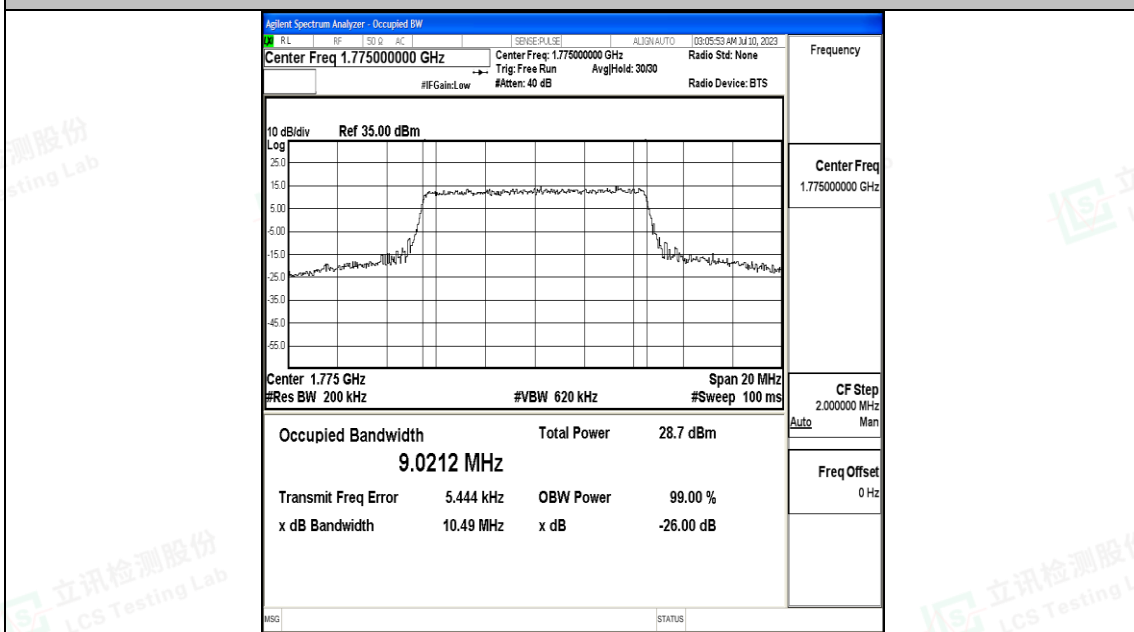 Agilent Spectrum Analyzer - Occupied BW
RL RF 50 Ω AC SENSE:PULSE ALIGN AUTO 03:05:53 AM Jul 10, 2023
Center Freq 1.775000000 GHz
Center Freq: 1.775000000 GHz
Radio Std: None
Trig: Free Run Avg|Hold: 30/30
#IFGain:Low
#Atten: 40 dB
Radio Device: BTS
Frequency
10 dB/div Ref 35.00 dBm
Log
25.0
15.0
5.00
-5.00
-15.0
-25.0
-35.0
-45.0
-55.0
Center 1.775 GHz
Span 20 MHz
#Res BW 200 kHz
#VBW 620 kHz
#Sweep 100 ms
Center Freq
1.775000000 GHz
CF Step
2.000000 MHz
Auto Man
Freq Offset
0 Hz
Occupied Bandwidth
9.0212 MHz
Total Power 28.7 dBm
Transmit Freq Error 5.444 kHz OBW Power 99.00 %
x dB Bandwidth 10.49 MHz x dB -26.00 dB
MSG
STATUS
立讯检测股份
LCS Testing Lab
立讯检测股份
LCS Testing L
测股份
sting Lab